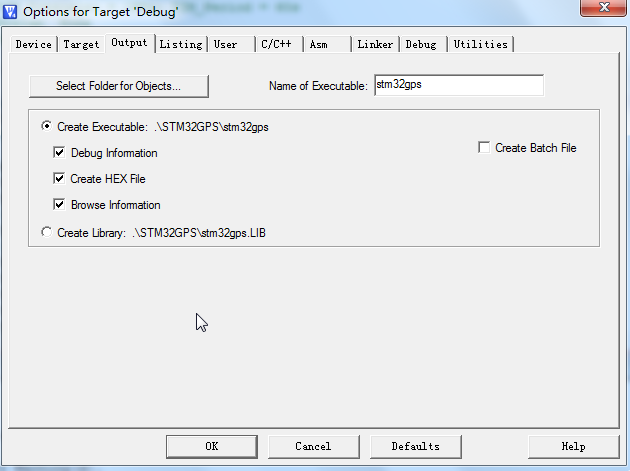 Options for Target 'Debug'
Device Target Output Listing User C/C++ Asm Linker Debug Utilities
Select Folder for Objects... Name of Executable: stm32gps
Create Executable: .\STM32GPS\stm32gps
Debug Information Create Batch File
Create HEX File
Browse Information
Create Library: .\STM32GPS\stm32gps.LIB
OK Cancel Defaults Help